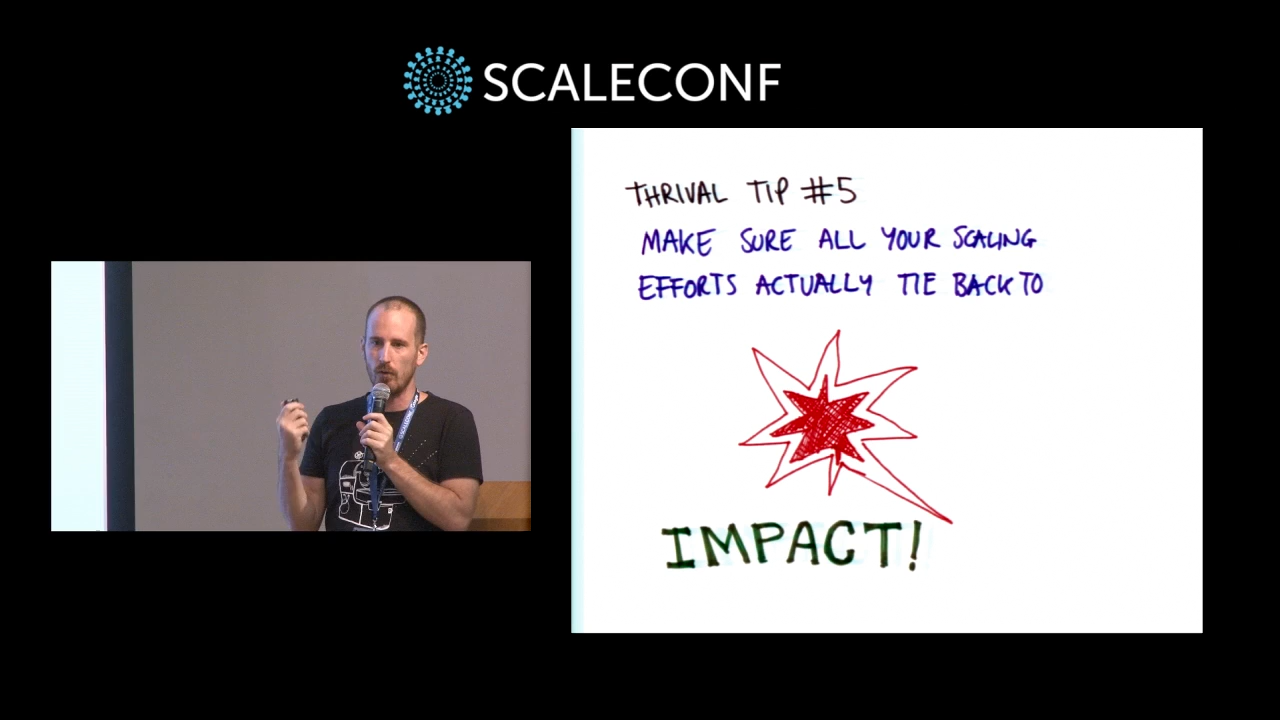 SCALECONF
THRIVAL TIP #5
MAKE SURE ALL YOUR SCALING
EFFORTS ACTUALLY TIE BACK TO
IMPACT!